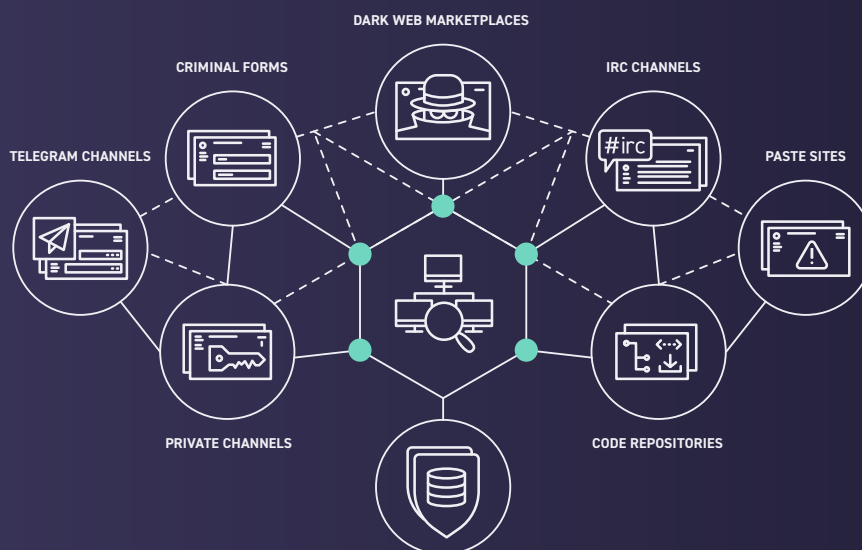 DARK WEB MARKETPLACES
CRIMINAL FORMS
IRC CHANNELS
TELEGRAM CHANNELS
PASTE SITES
#irc
PRIVATE CHANNELS
CODE REPOSITORIES